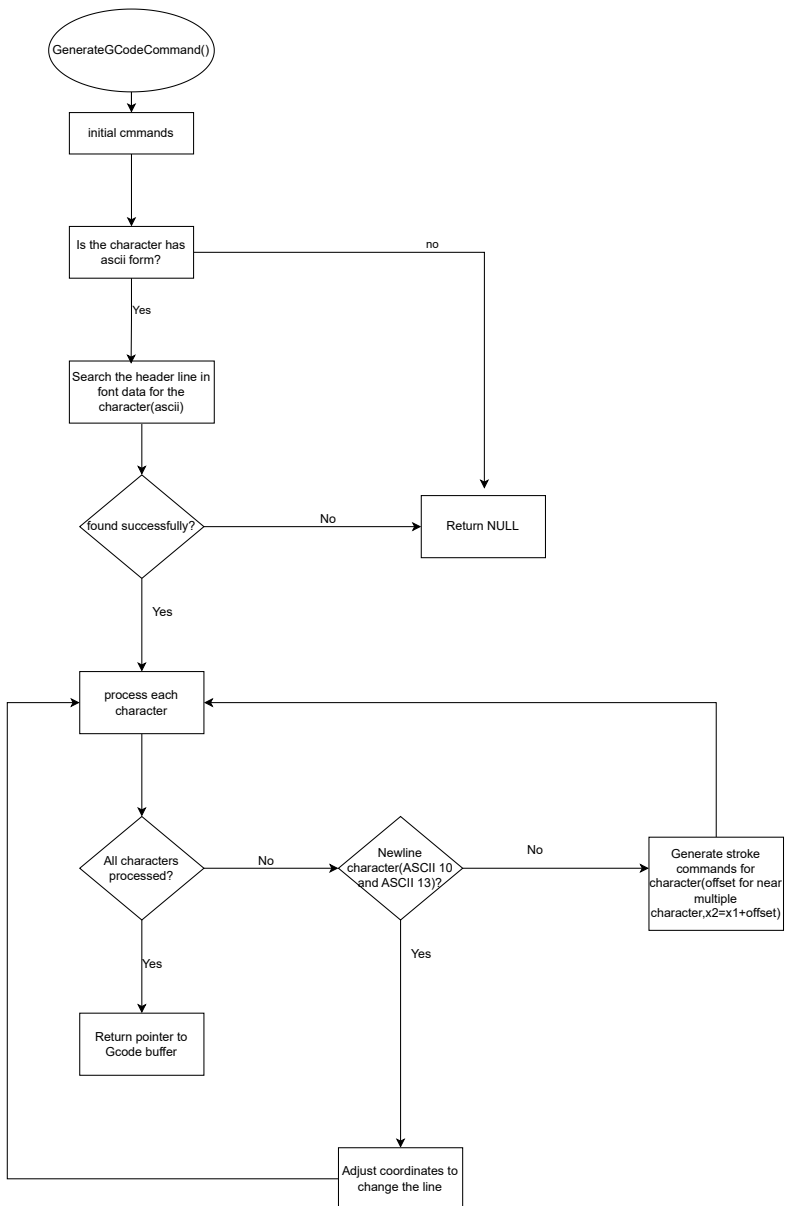 GenerateGCodeCommand()
initial cmmands
Is the character has
ascii form?
no
Yes
Search the header line in
font data for the
character(ascii)
found successfully?
No
Return NULL
Yes
process each
character
All characters
processed?
No
Newline
character(ASCII 10
and ASCII 13)?
No
Generate stroke
commands for
character(offset for near
multiple
character,x2=x1+offset)
Yes
Yes
Return pointer to
Gcode buffer
Adjust coordinates to
change the line